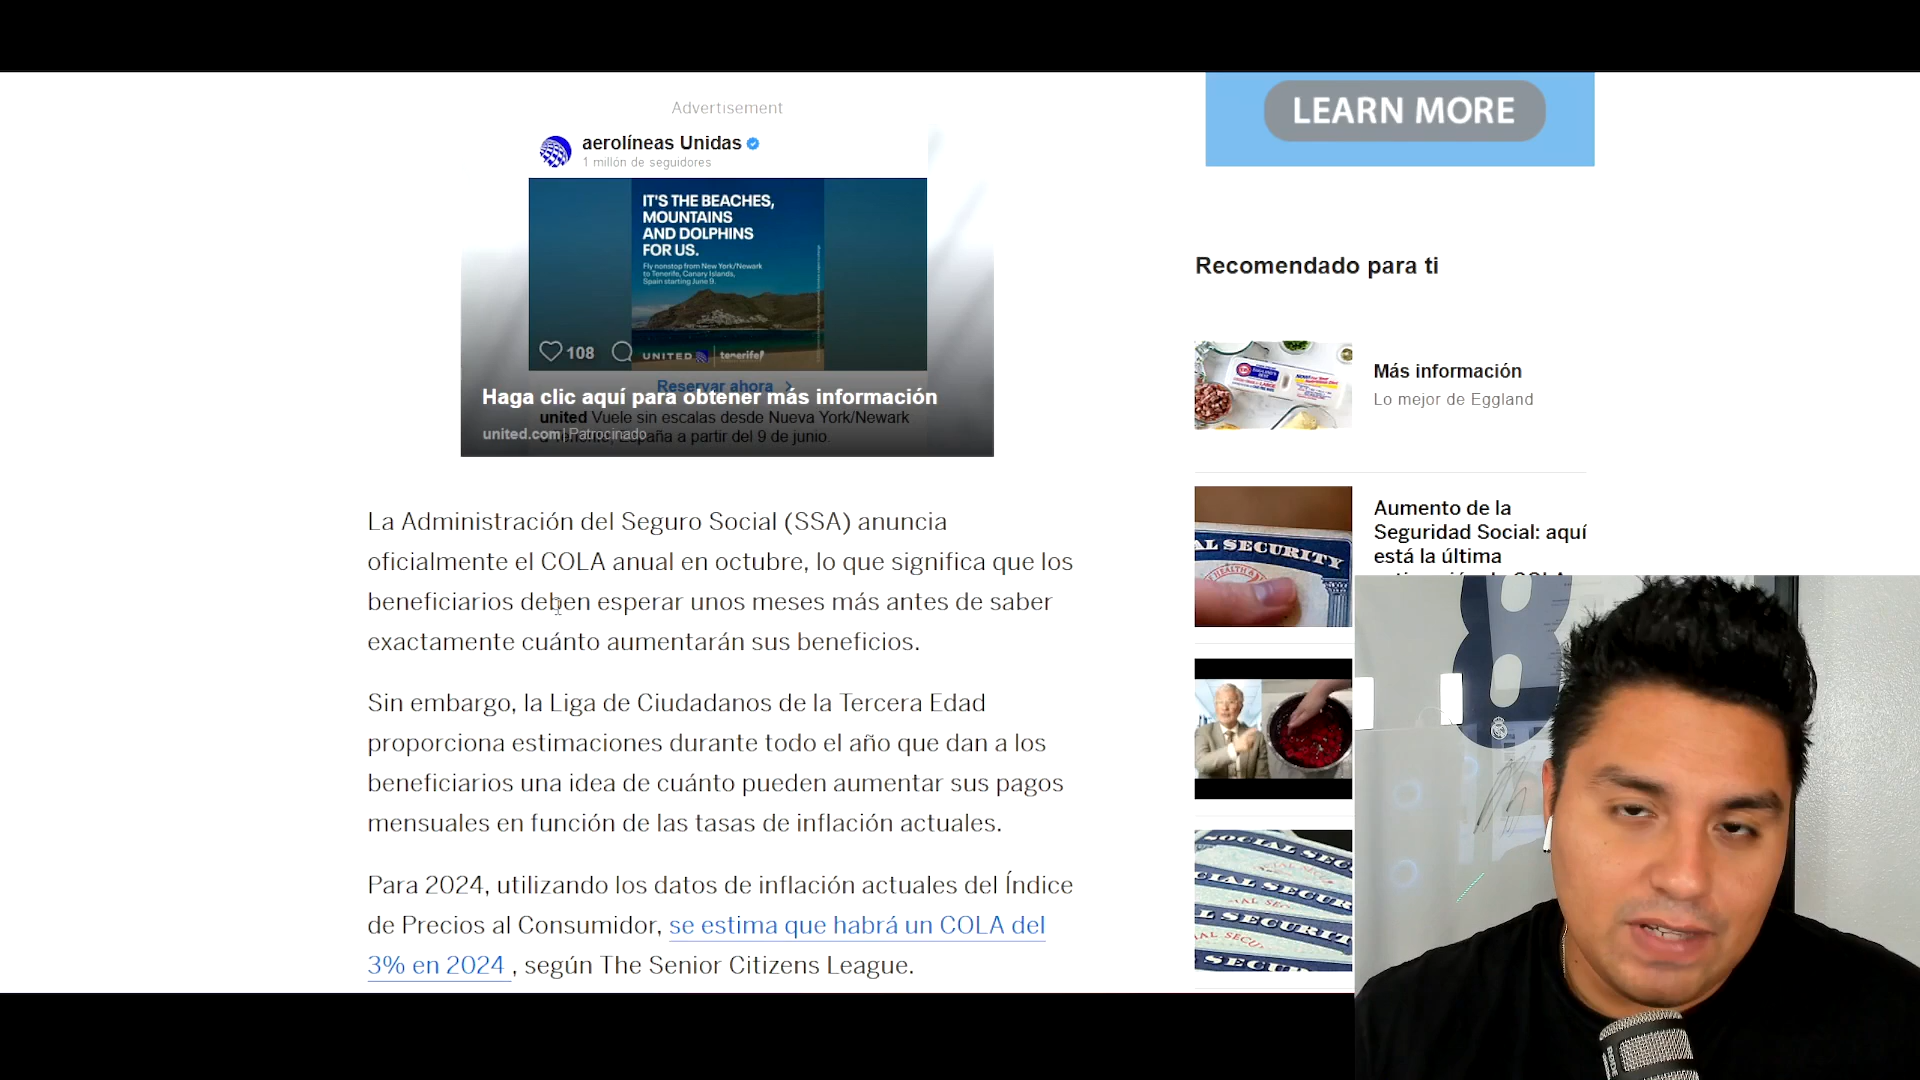 Advertisement
aerolíneas Unidas
1 millón de seguidores
IT'S THE BEACHES,
MOUNTAINS
AND DOLPHINS
FOR US.
Fly nonstop from New York/Newark
to Tenerife, Canary Islands,
Spain starting June 9.
108
UNITED
tenerife
Reservar ahora >
Haga clic aquí para obtener más información
united Vuele sin escalas desde Nueva York/Newark
España a partir del 9 de junio.
united.com | Patrocinado
La Administración del Seguro Social (SSA) anuncia
oficialmente el COLA anual en octubre, lo que significa que los
beneficiarios deben esperar unos meses más antes de saber
exactamente cuánto aumentarán sus beneficios.
Sin embargo, la Liga de Ciudadanos de la Tercera Edad
proporciona estimaciones durante todo el año que dan a los
beneficiarios una idea de cuánto pueden aumentar sus pagos
mensuales en función de las tasas de inflación actuales.
Para 2024, utilizando los datos de inflación actuales del Índice
de Precios al Consumidor, se estima que habrá un COLA del
3% en 2024 , según The Senior Citizens League.
LEARN MORE
Recomendado para ti
Más información
Lo mejor de Eggland
Aumento de la
Seguridad Social: aquí
está la última
AL SECURITY
SOCIAL SEC
CIAL SECUR
L SECURIT
SECU